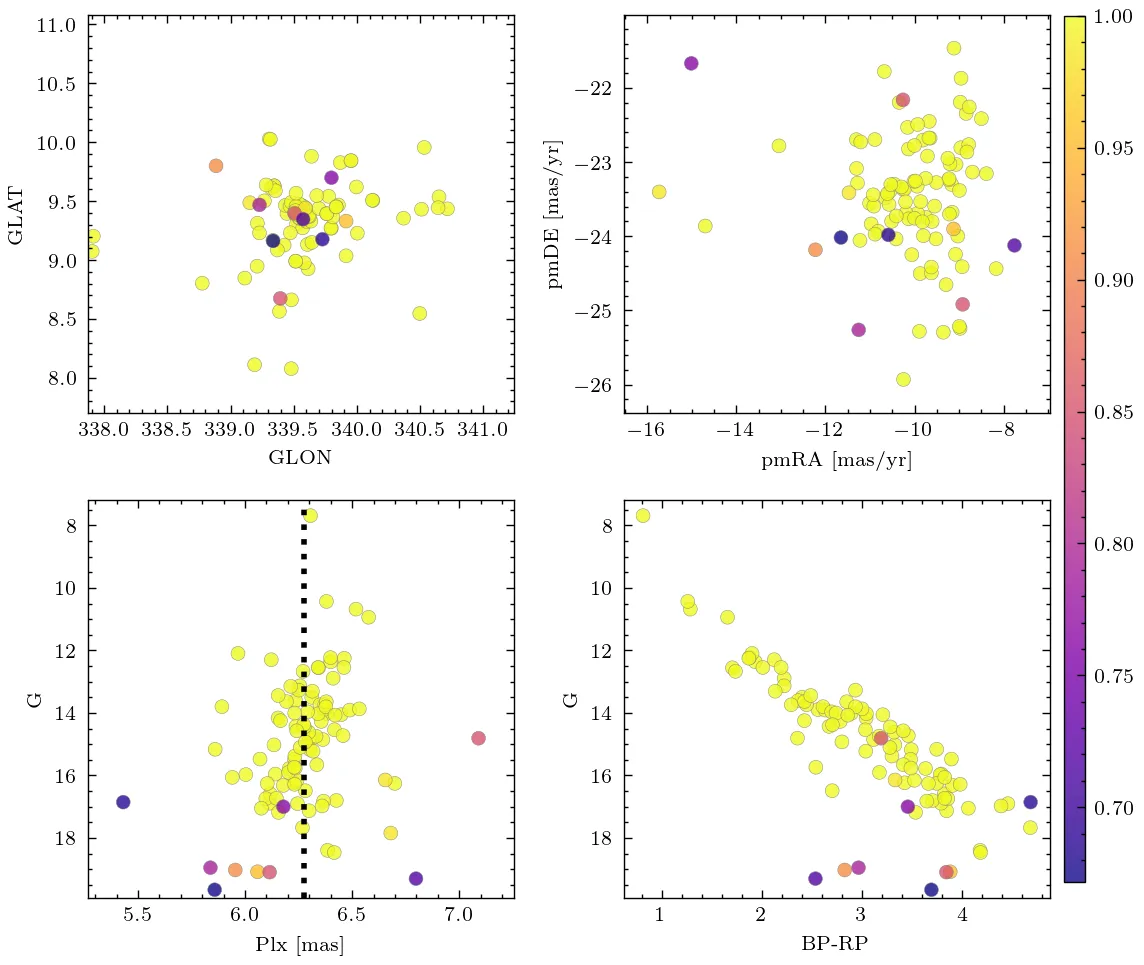 11.0
10.5
10.0
9.5
9.0
8.5
8.0
GLAT
338.0 338.5 339.0 339.5 340.0 340.5 341.0
GLON
−22
−23
−24
−25
−26
pmDE [mas/yr]
−16 −14 −12 −10 −8
pmRA [mas/yr]
8
10
12
14
16
18
G
5.5 6.0 6.5 7.0
Plx [mas]
8
10
12
14
16
18
G
1 2 3 4
BP-RP
1.00
0.95
0.90
0.85
0.80
0.75
0.70